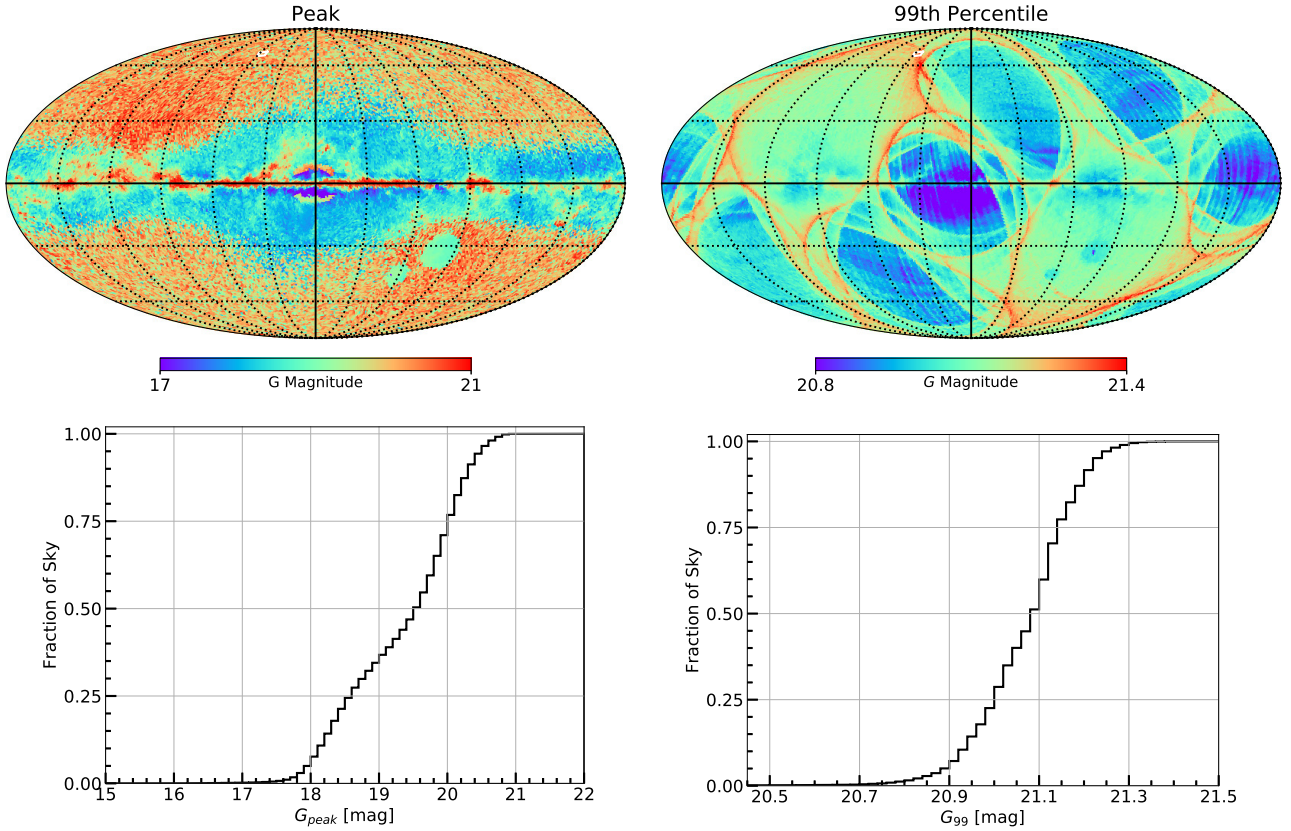 Peak
99th Percentile
17
G Magnitude
21
20.8
G Magnitude
21.4
1.00
0.75
0.50
0.25
0.00
Fraction of Sky
15 16 17 18 19 20 21 22
Gpeak [mag]
1.00
0.75
0.50
0.25
0.00
Fraction of Sky
20.5 20.7 20.9 21.1 21.3 21.5
G99 [mag]